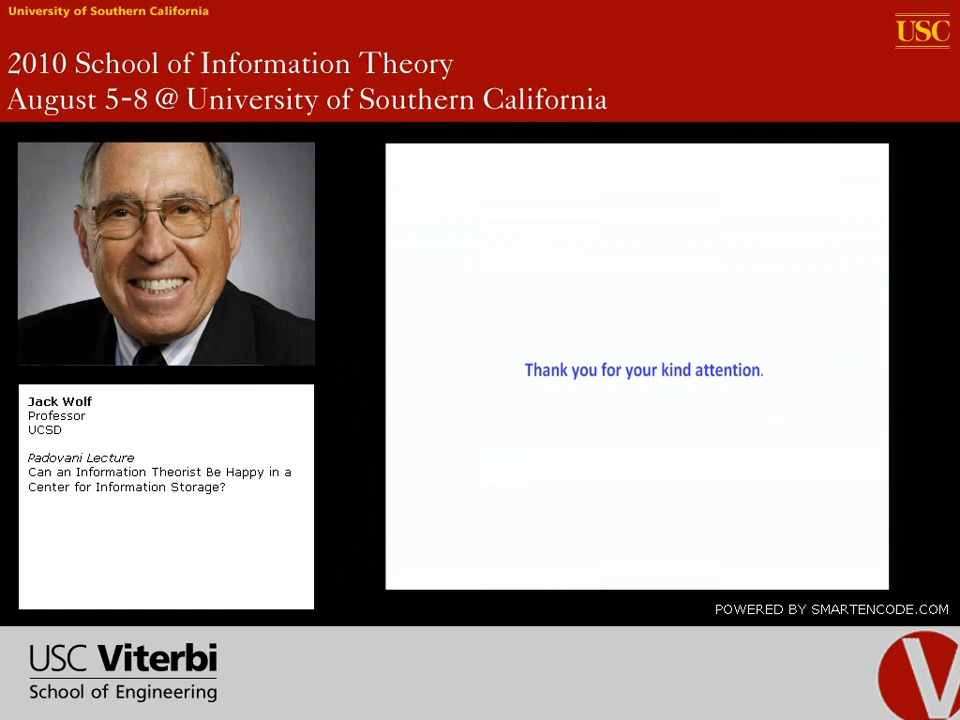 University of Southern California
USC
2010 School of Information Theory
August 5-8 @ University of Southern California
Jack Wolf
Professor
UCSD
Padovani Lecture
Can an Information Theorist Be Happy in a
Center for Information Storage?
Thank you for your kind attention.
POWERED BY SMARTENCODE.COM
USC Viterbi
School of Engineering
V